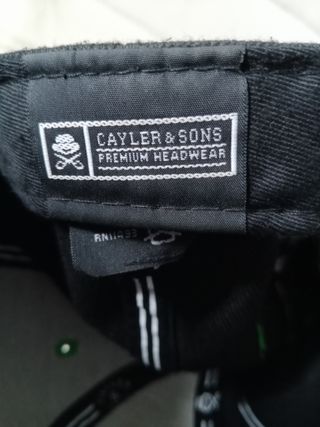 CAYLER & SONS
PREMIUM HEADWEAR